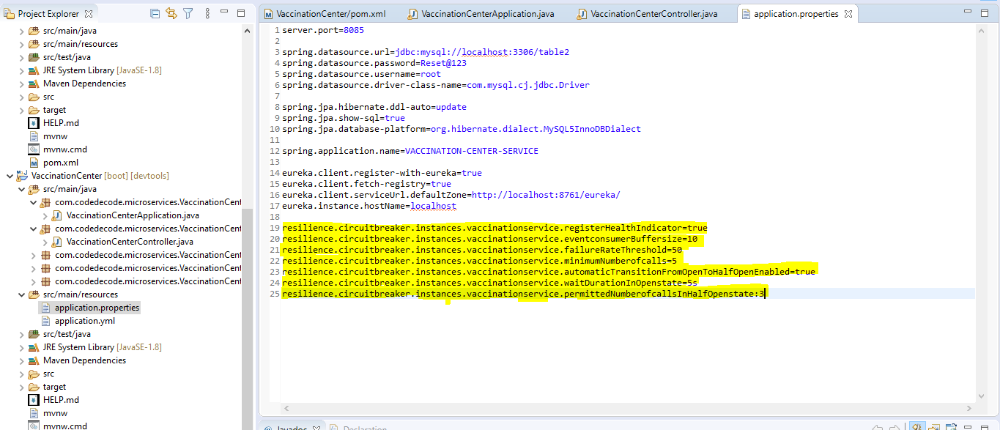 Project Explorer
src/main/java
src/main/resources
src/test/java
JRE System Library [JavaSE-1.8]
Maven Dependencies
src
target
HELP.md
mvnw
mvnw.cmd
pom.xml
VaccinationCenter [boot] [devtools]
src/main/java
com.codedecode.microservices.VaccinationCent
VaccinationCenterApplication.java
com.codedecode.microservices.VaccinationCent
VaccinationCenterController.java
com.codedecode.microservices.VaccinationCent
com.codedecode.microservices.VaccinationCent
com.codedecode.microservices.VaccinationCent
src/main/resources
application.properties
application.yml
src/test/java
JRE System Library [JavaSE-1.8]
Maven Dependencies
src
target
HELP.md
mvnw
mvnw.cmd
VaccinationCenter/pom.xml VaccinationCenterApplication.java VaccinationCenterController.java application.properties
1 server.port=8085
2
3 spring.datasource.url=jdbc:mysql://localhost:3306/table2
4 spring.datasource.password=Reset@123
5 spring.datasource.username=root
6 spring.datasource.driver-class-name=com.mysql.cj.jdbc.Driver
7
8 spring.jpa.hibernate.ddl-auto=update
9 spring.jpa.show-sql=true
10 spring.jpa.database-platform=org.hibernate.dialect.MySQL5InnoDBDialect
11
12 spring.application.name=VACCINATION-CENTER-SERVICE
13
14 eureka.client.register-with-eureka=true
15 eureka.client.fetch-registry=true
16 eureka.client.serviceUrl.defaultZone=http://localhost:8761/eureka/
17 eureka.instance.hostName=localhost
18
19 resilience.circuitbreaker.instances.vaccinationservice.registerHealthIndicator=true
20 resilience.circuitbreaker.instances.vaccinationservice.eventconsumerBuffersize=10
21 resilience.circuitbreaker.instances.vaccinationservice.failureRateThreshold=50
22 resilience.circuitbreaker.instances.vaccinationservice.minimumNumberofcalls=5
23 resilience.circuitbreaker.instances.vaccinationservice.automaticTransitionFromOpenToHalfOpenEnabled=true
24 resilience.circuitbreaker.instances.vaccinationservice.waitDurationInOpenstate=5s
25 resilience.circuitbreaker.instances.vaccinationservice.permittedNumberofcallsInHalfOpenstate:3
Javadoc Declaration